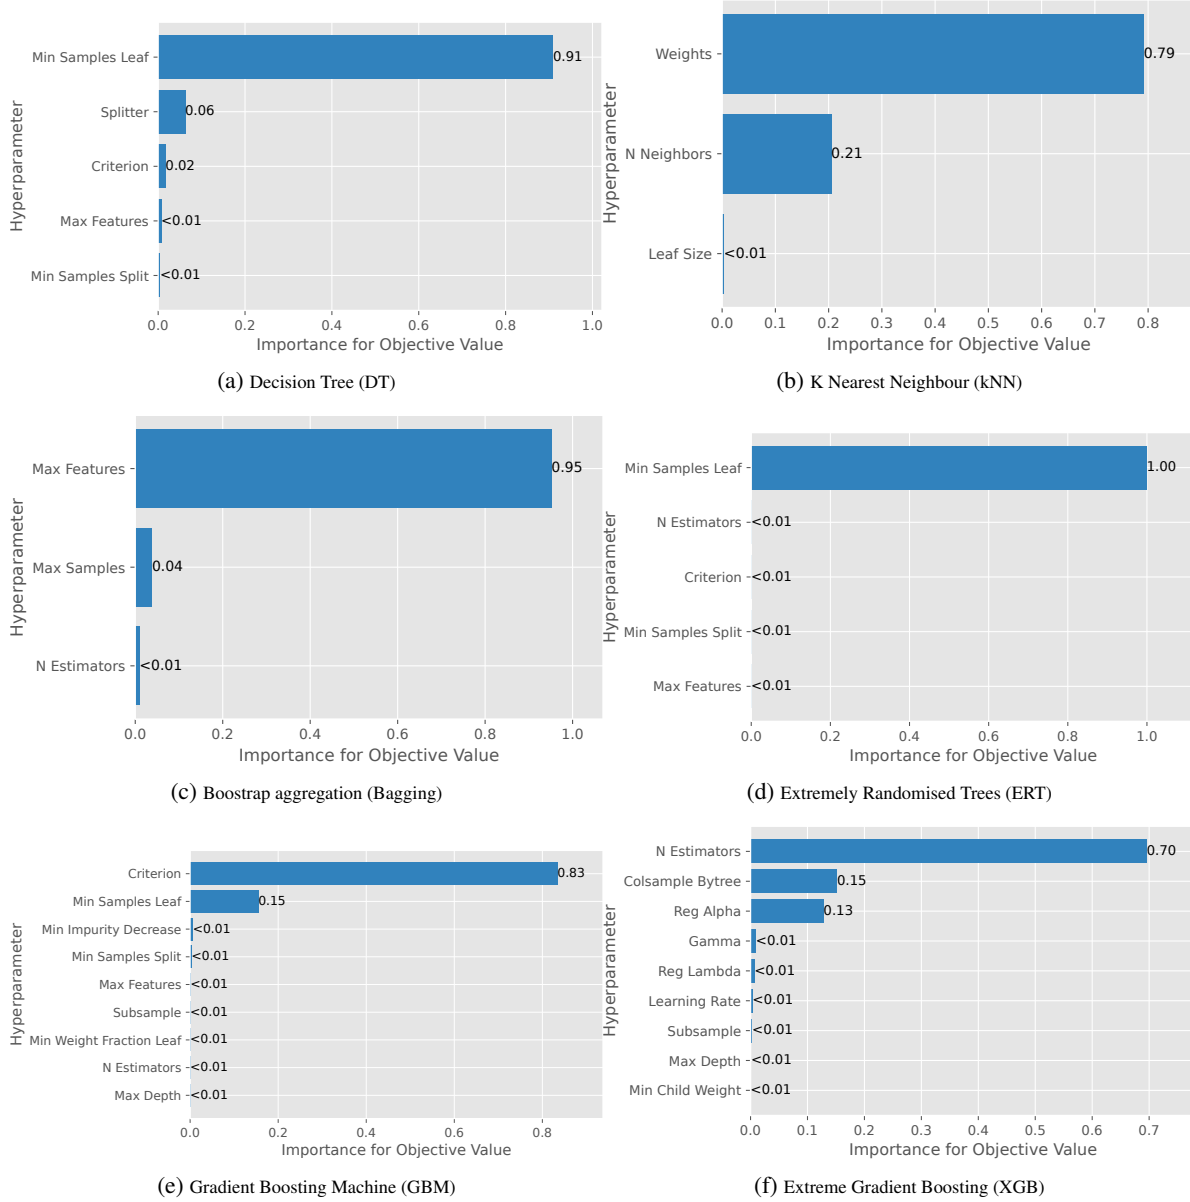 Hyperparameter
Min Samples Leaf
0.91
Splitter
0.06
Criterion
0.02
Max Features
<0.01
Min Samples Split
<0.01
0.0 0.2 0.4 0.6 0.8 1.0
Importance for Objective Value
(a) Decision Tree (DT)
Hyperparameter
Weights
0.79
N Neighbors
0.21
Leaf Size
<0.01
0.0 0.1 0.2 0.3 0.4 0.5 0.6 0.7 0.8
Importance for Objective Value
(b) K Nearest Neighbour (kNN)
Hyperparameter
Max Features
0.95
Max Samples
0.04
N Estimators
<0.01
0.0 0.2 0.4 0.6 0.8 1.0
Importance for Objective Value
(c) Boostrap aggregation (Bagging)
Hyperparameter
Min Samples Leaf
1.00
N Estimators
<0.01
Criterion
<0.01
Min Samples Split
<0.01
Max Features
<0.01
0.0 0.2 0.4 0.6 0.8 1.0
Importance for Objective Value
(d) Extremely Randomised Trees (ERT)
Hyperparameter
Criterion
0.83
Min Samples Leaf
0.15
Min Impurity Decrease
<0.01
Min Samples Split
<0.01
Max Features
<0.01
Subsample
<0.01
Min Weight Fraction Leaf
<0.01
N Estimators
<0.01
Max Depth
<0.01
0.0 0.2 0.4 0.6 0.8
Importance for Objective Value
(e) Gradient Boosting Machine (GBM)
Hyperparameter
N Estimators
0.70
Colsample Bytree
0.15
Reg Alpha
0.13
Gamma
<0.01
Reg Lambda
<0.01
Learning Rate
<0.01
Subsample
<0.01
Max Depth
<0.01
Min Child Weight
<0.01
0.0 0.1 0.2 0.3 0.4 0.5 0.6 0.7
Importance for Objective Value
(f) Extreme Gradient Boosting (XGB)